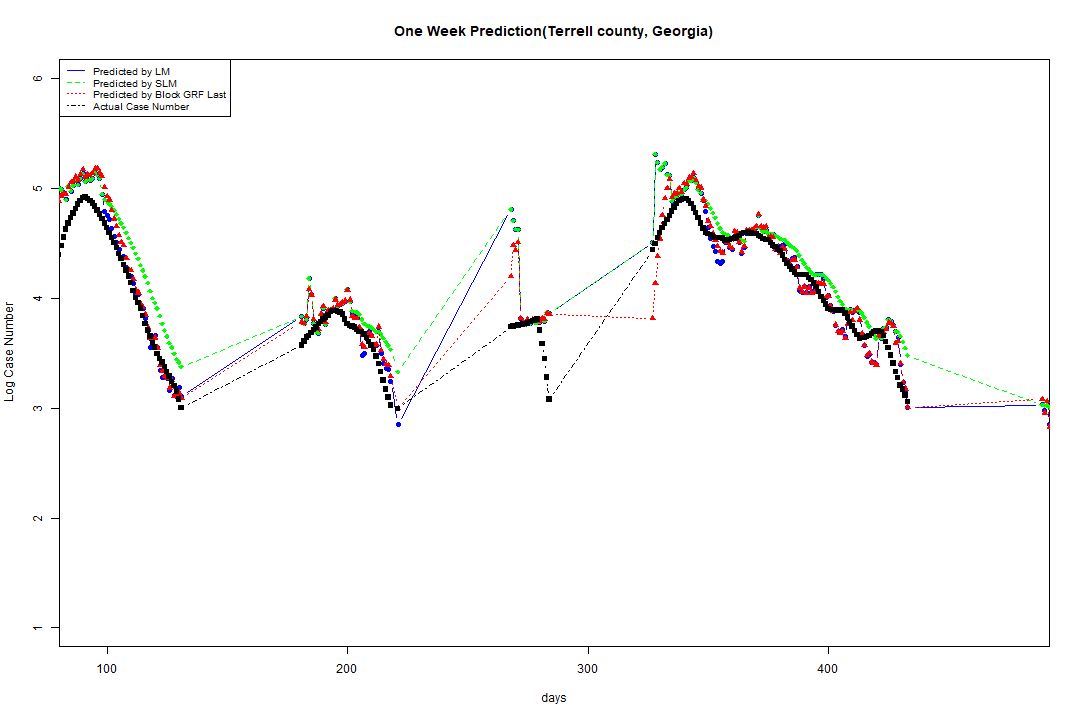 One Week Prediction(Terrell county, Georgia)
Predicted by LM
Predicted by SLM
Predicted by Block GRF Last
Actual Case Number
6
5
4
3
2
1
Log Case Number
100 200 300 400
days